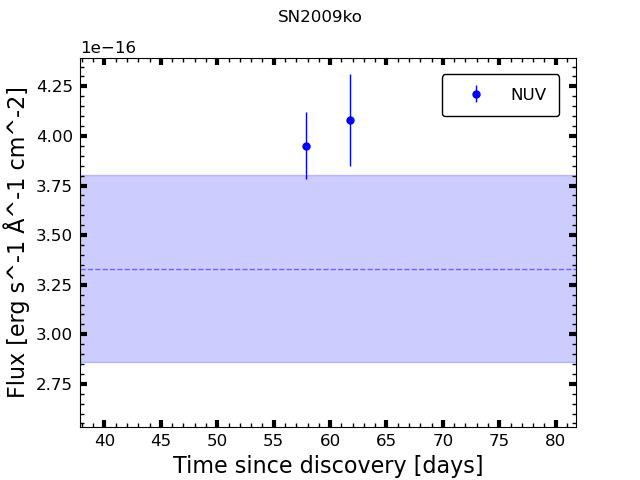 SN2009ko
1e−16
NUV
4.25
4.00
3.75
3.50
3.25
3.00
2.75
Flux [erg s^-1 Å^-1 cm^-2]
40 45 50 55 60 65 70 75 80
Time since discovery [days]